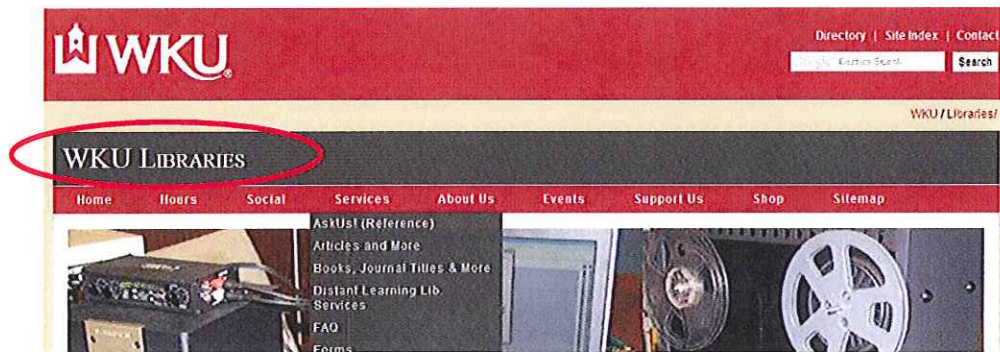 WKU®
Directory | Site Index | Contact
Search
WKU / Libraries/
WKU LIBRARIES
Home Hours Social Services About Us Events Support Us Shop Sitemap
AskUs! (Reference)
Articles and More
Books, Journal Titles & More
Distant Learning Lib.
Services
FAQ
Forms